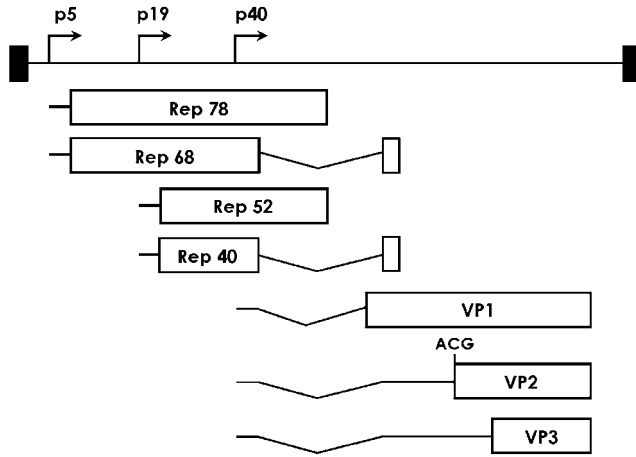 p5 p19 p40
Rep 78
Rep 68
Rep 52
Rep 40
VP1
ACG
VP2
VP3